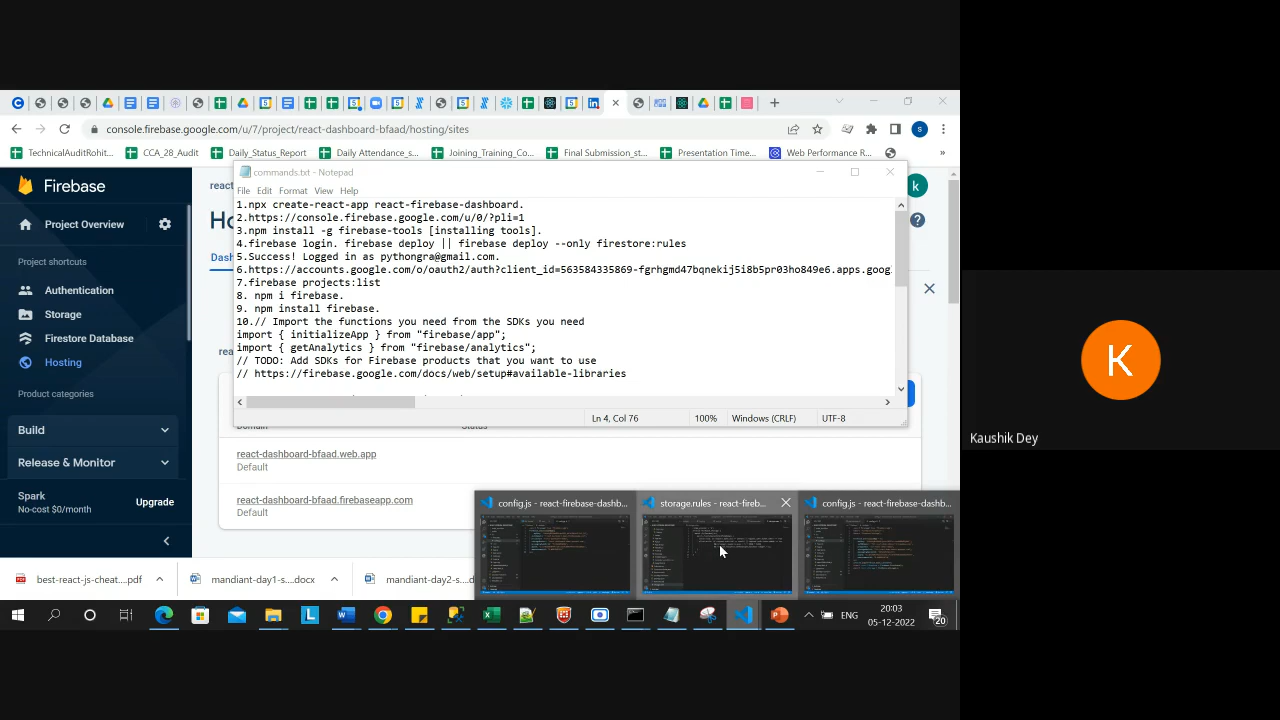 console.firebase.google.com/u/7/project/react-dashboard-bfaad/hosting/sites
TechnicalAuditRohit... CCA_28_Audit Daily_Status_Report Daily Attendance_s... Joining_Training_Co... Final Submission_st... Presentation Time... Web Performance R... »
Firebase
Project Overview
Project shortcuts
Authentication
Storage
Firestore Database
Hosting
Product categories
Build
Release & Monitor
Spark
No-cost $0/month
Upgrade
react
Ho
Dash
commands.txt - Notepad
File Edit Format View Help
1.npx create-react-app react-firebase-dashboard.
2.https://console.firebase.google.com/u/0/?pli=1
3.npm install -g firebase-tools [installing tools].
4.firebase login. firebase deploy || firebase deploy --only firestore:rules
5.Success! Logged in as pythongra@gmail.com.
6.https://accounts.google.com/o/oauth2/auth?client_id=563584335869-fgrhgmd47bqnekij5i8b5pr03ho849e6.apps.goog
7.firebase projects:list
8. npm i firebase.
9. npm install firebase.
10.// Import the functions you need from the SDKs you need
import { initializeApp } from "firebase/app";
import { getAnalytics } from "firebase/analytics";
// TODO: Add SDKs for Firebase products that you want to use
// https://firebase.google.com/docs/web/setup#available-libraries
Ln 4, Col 76 100% Windows (CRLF) UTF-8
k
react-dashboard-bfaad.web.app
Default
react-dashboard-bfaad.firebaseapp.com
Default
config.js - react-firebase-dashb...
storage.rules - react-fireb...
config.js - react-firebase-dashb...
best-react-js-cheat....pdf
ENG
20:03
05-12-2022
20
K
Kaushik Dey